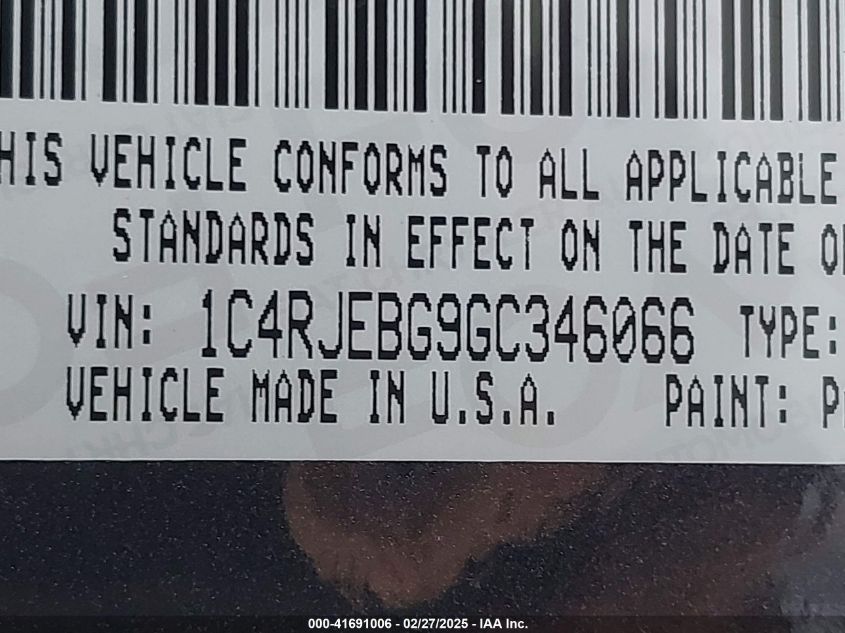 HIS VEHICLE CONFORMS TO ALL APPLICABLE
STANDARDS IN EFFECT ON THE DATE O
VIN: 1C4RJEBG9GC346066 TYPE:
VEHICLE MADE IN U.S.A. PAINT: P
000-41691006 - 02/27/2025 - IAA Inc.